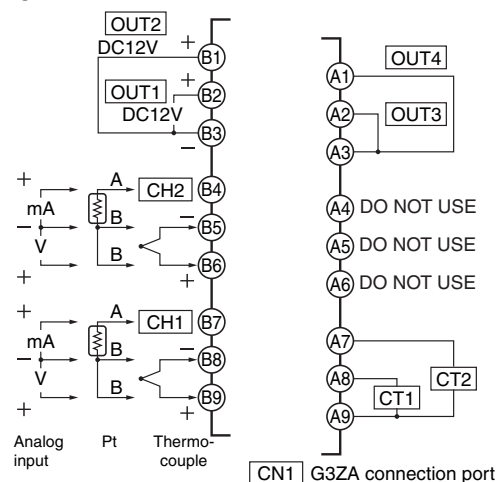 OUT2
DC12V +
B1
+
OUT1 B2
DC12V
B3
−
+ A CH2 B4
mA
− B − B5
V
+ B B6
+
+ A CH1 B7
mA
− B − B8
V
+ B B9
+
Analog input
Pt
Thermo-
couple
OUT4
A1
A2 OUT3
A3
A4 DO NOT USE
A5 DO NOT USE
A6 DO NOT USE
A7
A8 CT1 CT2
A9
CN1 G3ZA connection port